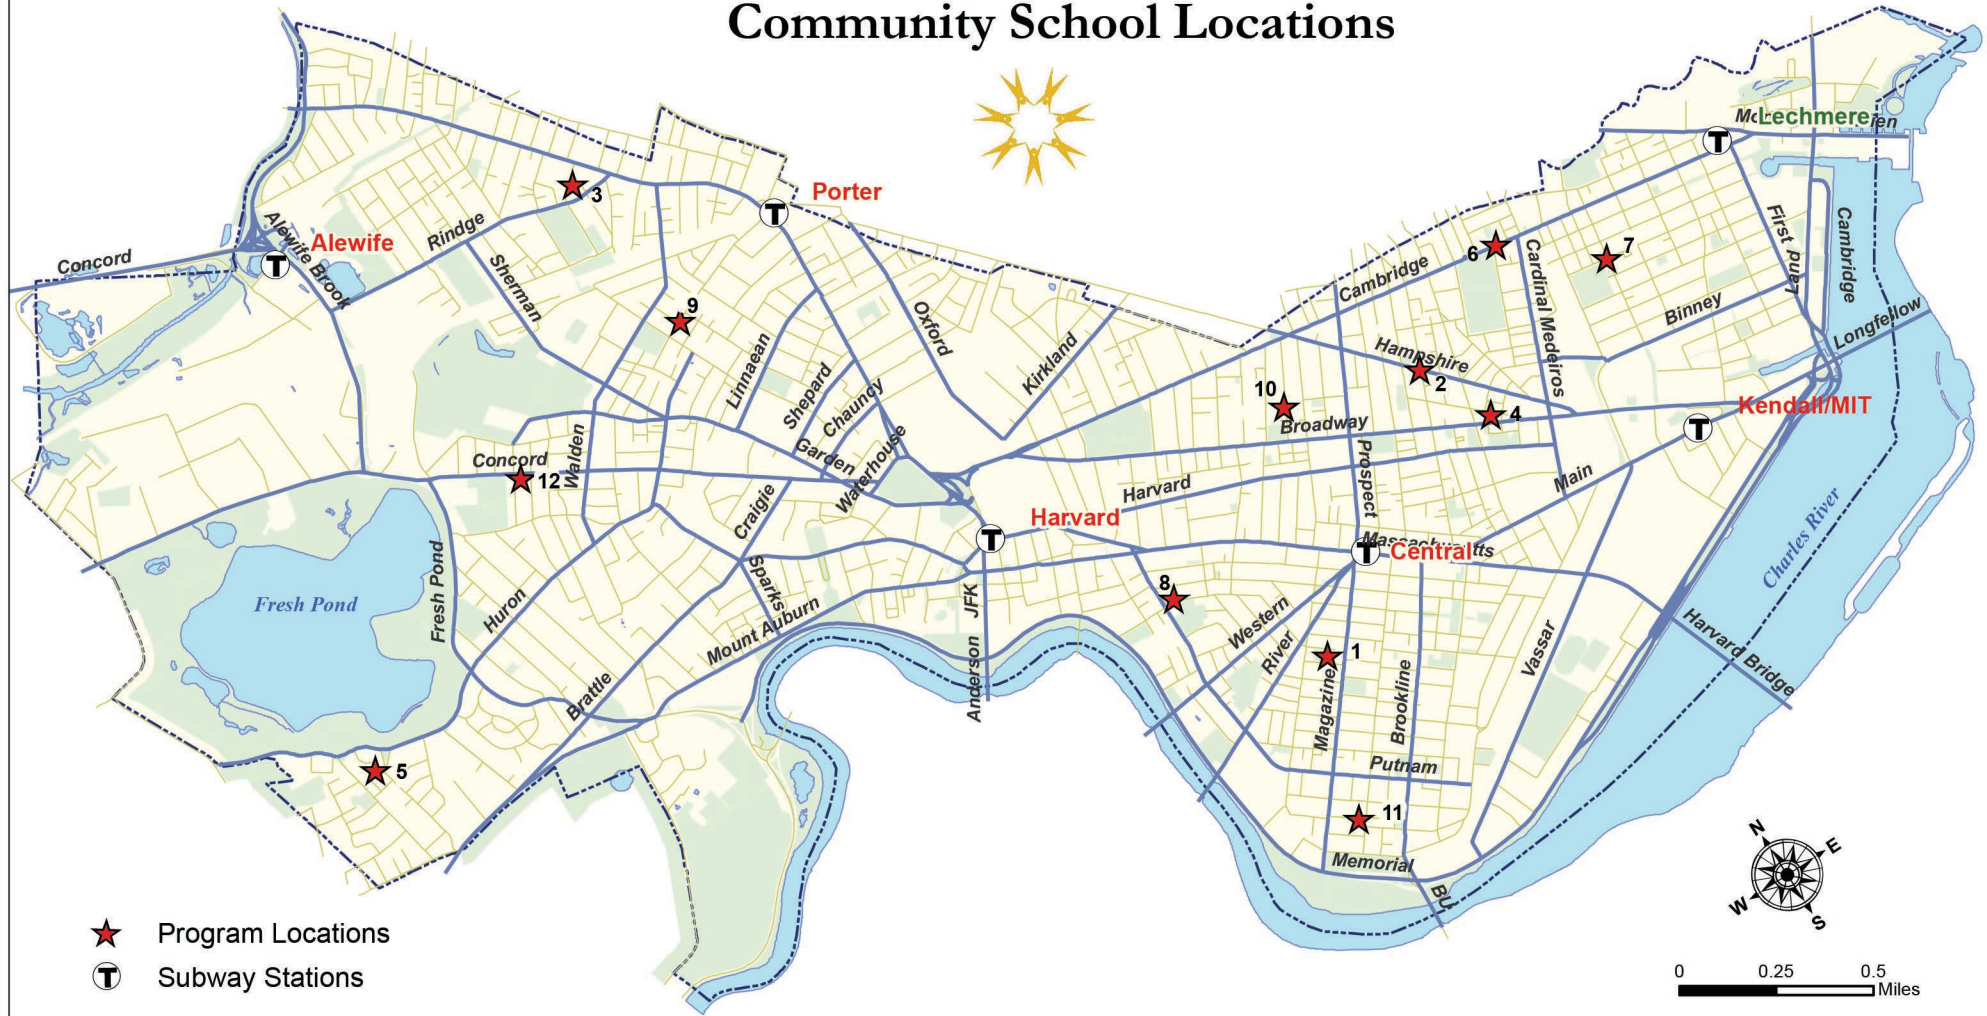 Community School Locations
Lechmere
Porter
3
Alewife
Rindge
Alewife Brook
Concord
Sherman
9
Oxford
Kirkland
Linnaean
Shepard
Chauncy
Garden
Waterhouse
Cambridge
6
7
Cardinal Medeiros
First
Land
Cambridge
Binney
Longfellow
Hampshire
2
10
Broadway
4
Kendall/MIT
Concord
12
Walden
Craigie
Harvard
Prospect
Main
Harvard
Central
Charles River
Fresh Pond
Fresh Pond
Huron
Sparks
Mount Auburn
JFK
Anderson
8
Western
River
1
Magazine
Brookline
Vassar
Harvard Bridge
Brattle
5
Putnam
11
Memorial
BU
N
E
W
S
Program Locations
Subway Stations
0 0.25 0.5
Miles
T
T
T
T
T
T
T